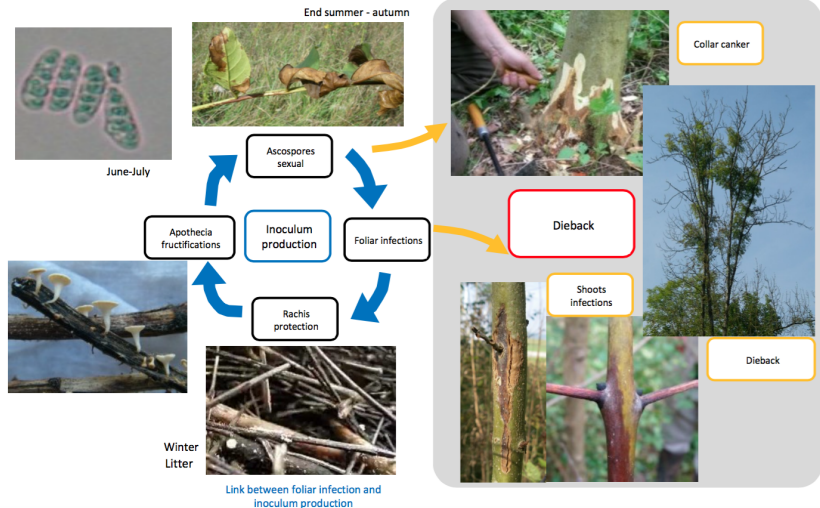 End summer - autumn
Collar canker
Ascospores
sexual
June-July
Apothecia
fructifications
Inoculum
production
Foliar infections
Dieback
Rachis
protection
Shoots
infections
Dieback
Winter
Litter
Link between foliar infection and
inoculum production